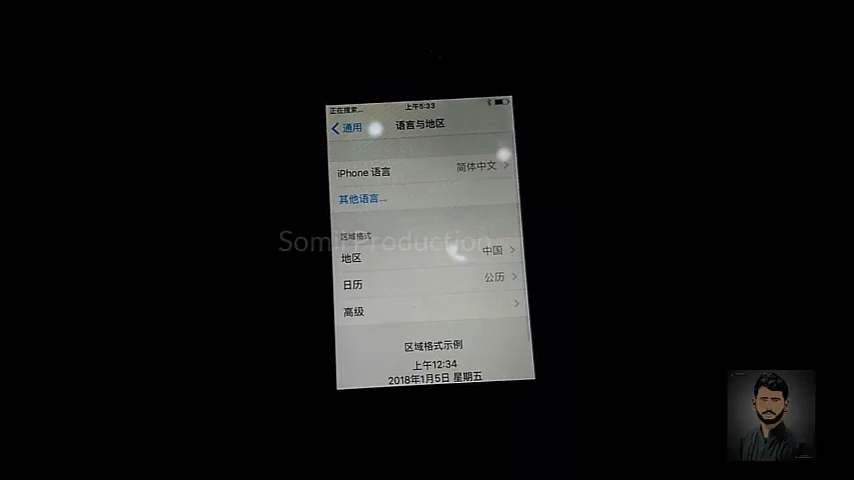 正在搜索...
上午5:33
通用
语言与地区
iPhone 语言
简体中文
其他语言...
区域格式
Somii Production
地区
中国
日历
公历
高级
区域格式示例
上午12:34
2018年1月5日 星期五